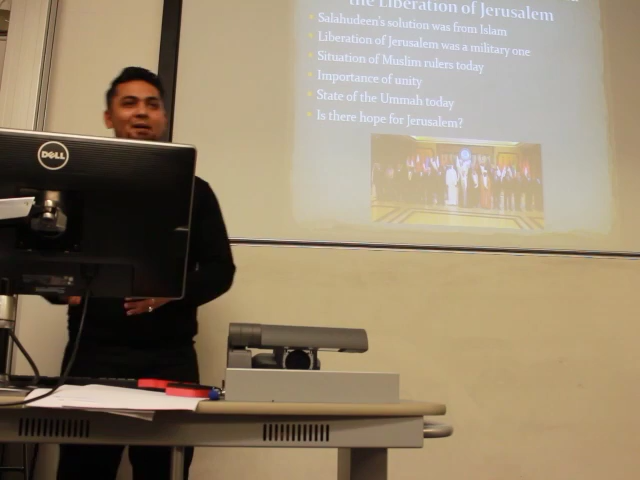 the Liberation of Jerusalem
Salahudeen's solution was from Islam
Liberation of Jerusalem was a military one
Situation of Muslim rulers today
Importance of unity
State of the Ummah today
Is there hope for Jerusalem?
DELL